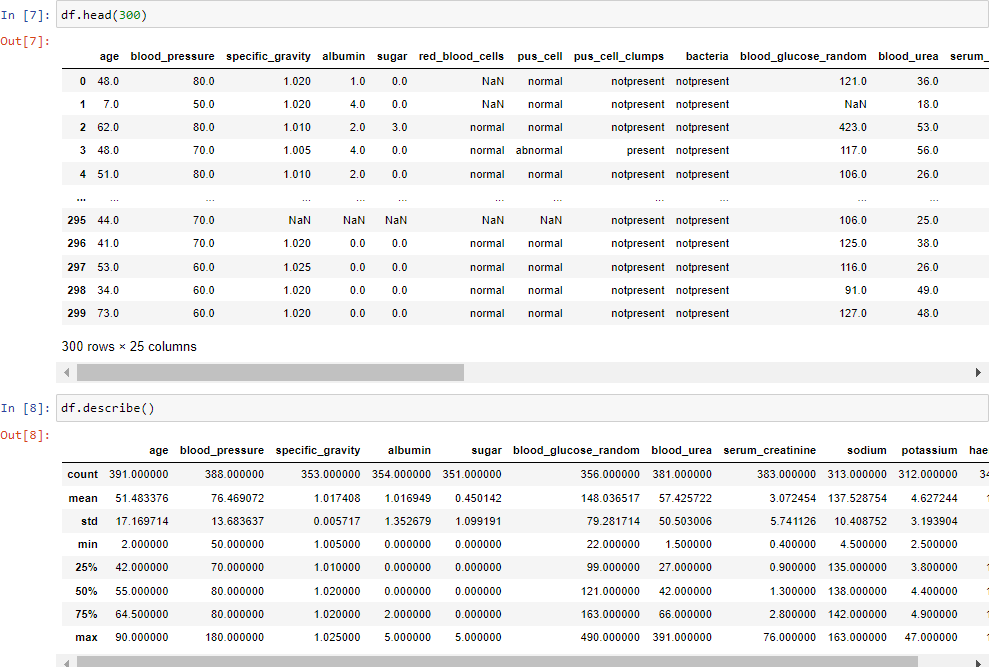 In [7]: df.head(300)
Out[7]:
age blood_pressure specific_gravity albumin sugar red_blood_cells pus_cell pus_cell_clumps bacteria blood_glucose_random blood_urea serum_
0 48.0 80.0 1.020 1.0 0.0 NaN normal notpresent notpresent 121.0 36.0
1 7.0 50.0 1.020 4.0 0.0 NaN normal notpresent notpresent NaN 18.0
2 62.0 80.0 1.010 2.0 3.0 normal normal notpresent notpresent 423.0 53.0
3 48.0 70.0 1.005 4.0 0.0 normal abnormal present notpresent 117.0 56.0
4 51.0 80.0 1.010 2.0 0.0 normal normal notpresent notpresent 106.0 26.0
... ... ... ... ... ... ... ... ... ... ... ...
295 44.0 70.0 NaN NaN NaN NaN NaN notpresent notpresent 106.0 25.0
296 41.0 70.0 1.020 0.0 0.0 normal normal notpresent notpresent 125.0 38.0
297 53.0 60.0 1.025 0.0 0.0 normal normal notpresent notpresent 116.0 26.0
298 34.0 60.0 1.020 0.0 0.0 normal normal notpresent notpresent 91.0 49.0
299 73.0 60.0 1.020 0.0 0.0 normal normal notpresent notpresent 127.0 48.0
300 rows × 25 columns
In [8]: df.describe()
Out[8]:
age blood_pressure specific_gravity albumin sugar blood_glucose_random blood_urea serum_creatinine sodium potassium hae
count 391.000000 388.000000 353.000000 354.000000 351.000000 356.000000 381.000000 383.000000 313.000000 312.000000 34
mean 51.483376 76.469072 1.017408 1.016949 0.450142 148.036517 57.425722 3.072454 137.528754 4.627244 1
std 17.169714 13.683637 0.005717 1.352679 1.099191 79.281714 50.503006 5.741126 10.408752 3.193904
min 2.000000 50.000000 1.005000 0.000000 0.000000 22.000000 1.500000 0.400000 4.500000 2.500000
25% 42.000000 70.000000 1.010000 0.000000 0.000000 99.000000 27.000000 0.900000 135.000000 3.800000 1
50% 55.000000 80.000000 1.020000 0.000000 0.000000 121.000000 42.000000 1.300000 138.000000 4.400000 1
75% 64.500000 80.000000 1.020000 2.000000 0.000000 163.000000 66.000000 2.800000 142.000000 4.900000 1
max 90.000000 180.000000 1.025000 5.000000 5.000000 490.000000 391.000000 76.000000 163.000000 47.000000 1